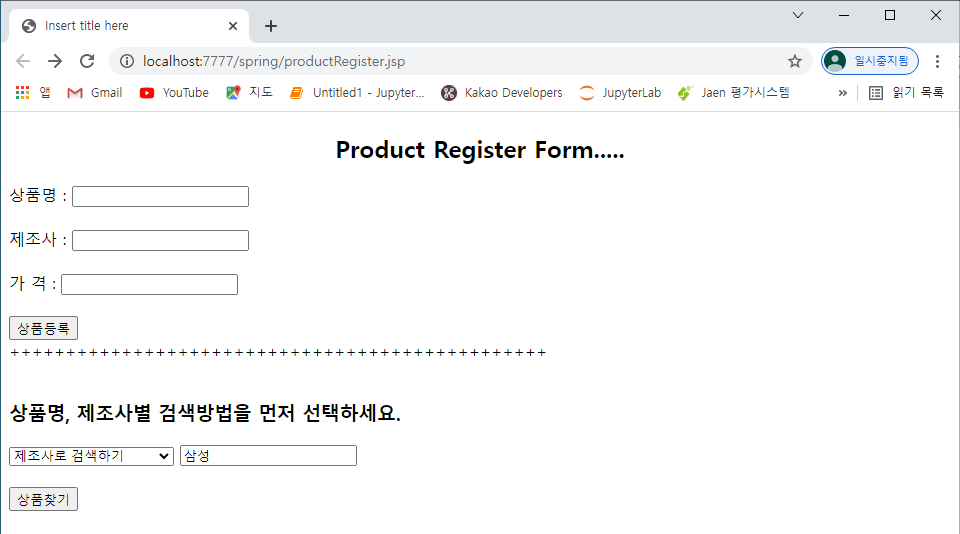 Insert title here
localhost:7777/spring/productRegister.jsp 일시중지됨
앱 Gmail YouTube 지도 Untitled1 - Jupyter... Kakao Developers JupyterLab Jaen 평가시스템 » 읽기 목록
Product Register Form.....
상품명 :
제조사 :
가 격 :
상품등록
++++++++++++++++++++++++++++++++++++++++++++++++
상품명, 제조사별 검색방법을 먼저 선택하세요.
제조사로 검색하기 삼성
상품찾기